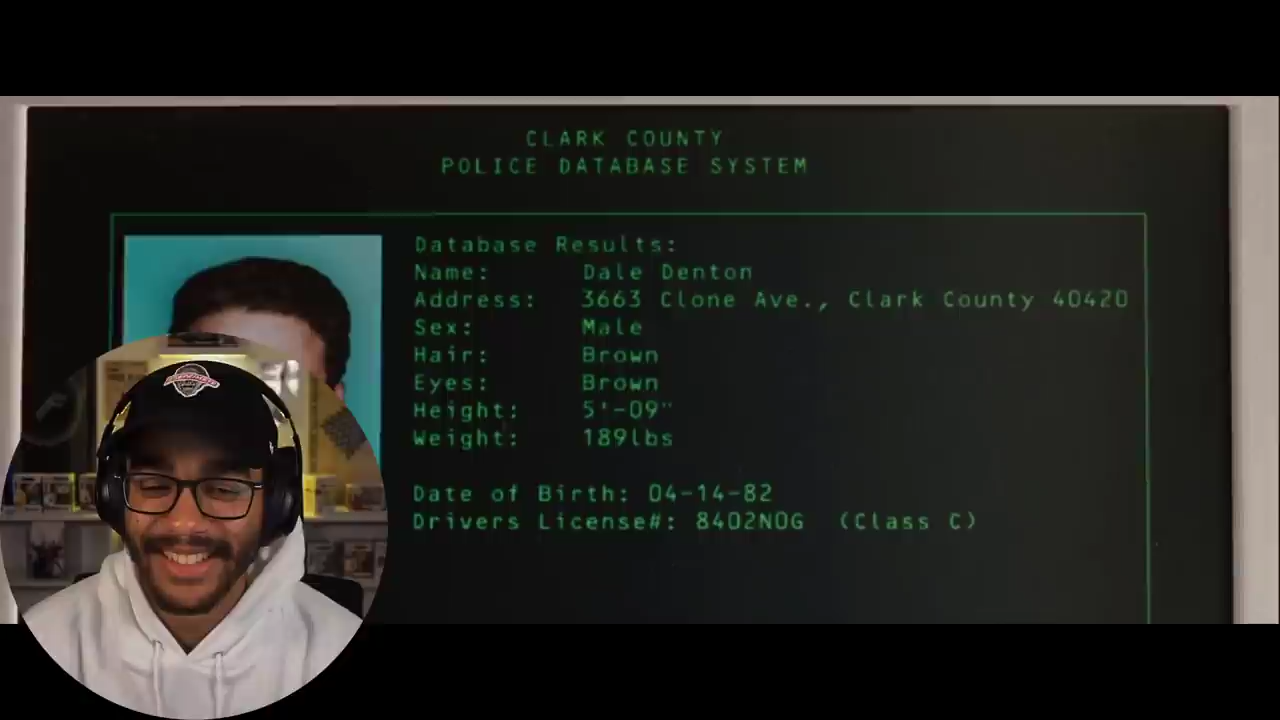 CLARK COUNTY
POLICE DATABASE SYSTEM
Database Results:
Name: Dale Denton
Address: 3663 Clone Ave., Clark County 40420
Sex: Male
Hair: Brown
Eyes: Brown
Height: 5'-09"
Weight: 189lbs
Date of Birth: 04-14-82
Drivers License#: 8402NOG (Class C)